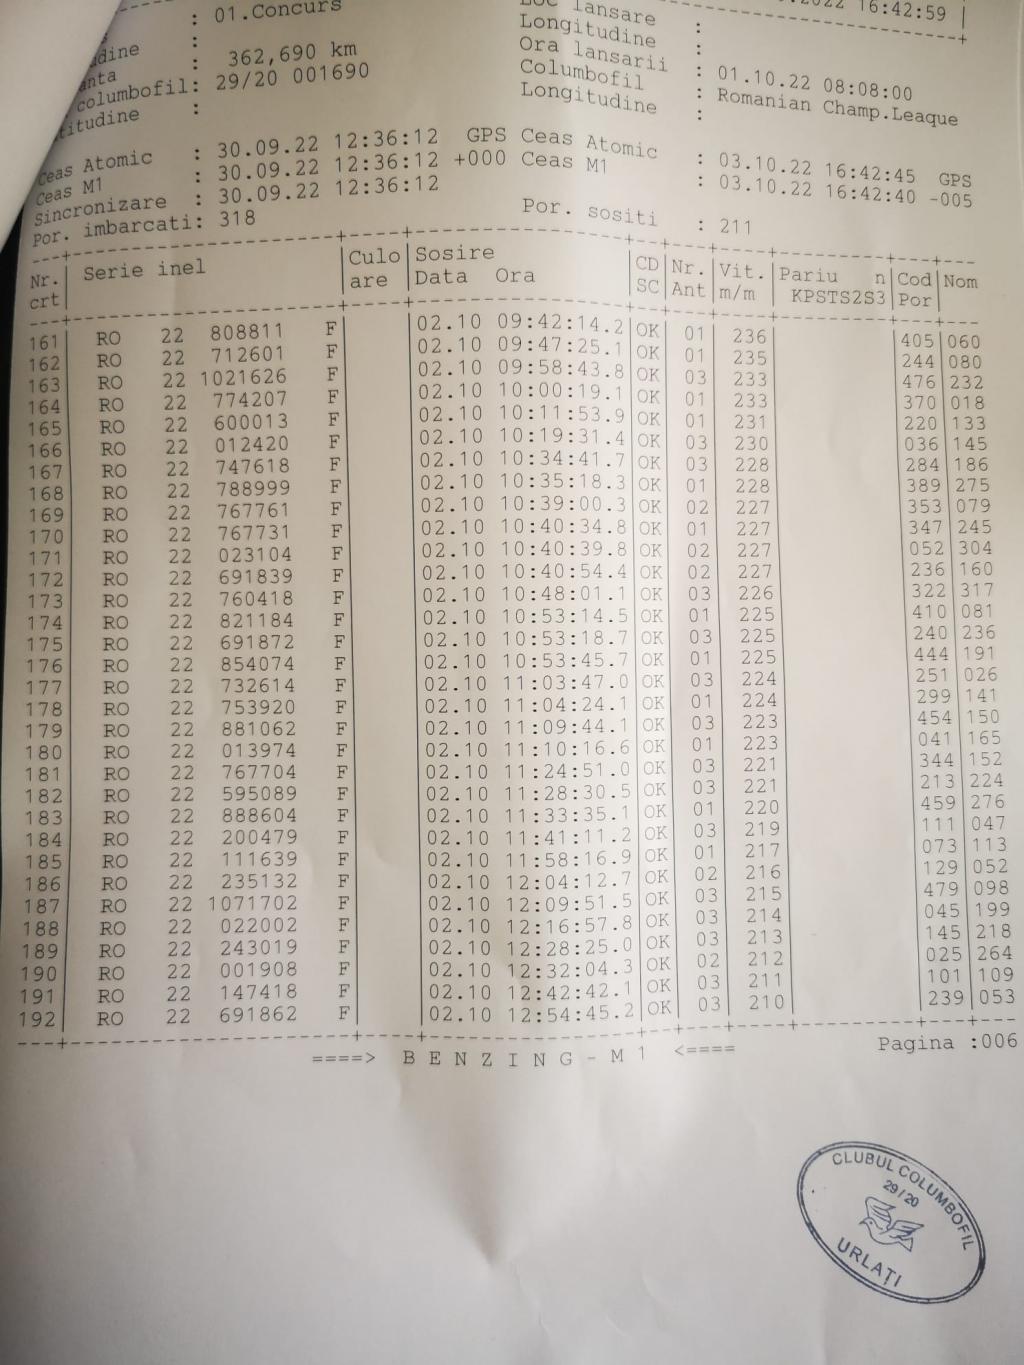 2022 16:42:59 |
: 01.Concurs
lansare
Longitudine :
: 362,690 km
Ora lansarii : 01.10.22 08:08:00
columbofil: 29/20 001690
Columbofil : Romanian Champ.Leaque
titudine :
Longitudine :
Ceas Atomic : 30.09.22 12:36:12 GPS Ceas Atomic : 03.10.22 16:42:45 GPS
Ceas M1 : 30.09.22 12:36:12 +000 Ceas M1 : 03.10.22 16:42:40 -005
Sincronizare : 30.09.22 12:36:12
Por. imbarcati: 318 Por. sositi : 211
Nr. | Serie inel |Culo |Sosire |CD |Nr. |Vit. |Pariu n |Cod |Nom
crt | |are |Data Ora |SC |Ant |m/m | KPSTS2S3 |Por |
161 RO 22 808811 F 02.10 09:42:14.2 OK 01 236 405 060
162 RO 22 712601 F 02.10 09:47:25.1 OK 01 235 244 080
163 RO 22 1021626 F 02.10 09:58:43.8 OK 03 233 476 232
164 RO 22 774207 F 02.10 10:00:19.1 OK 01 233 370 018
165 RO 22 600013 F 02.10 10:11:53.9 OK 01 231 220 133
166 RO 22 012420 F 02.10 10:19:31.4 OK 03 230 036 145
167 RO 22 747618 F 02.10 10:34:41.7 OK 03 228 284 186
168 RO 22 788999 F 02.10 10:35:18.3 OK 01 228 389 275
169 RO 22 767761 F 02.10 10:39:00.3 OK 02 227 353 079
170 RO 22 767731 F 02.10 10:40:34.8 OK 01 227 347 245
171 RO 22 023104 F 02.10 10:40:39.8 OK 02 227 052 304
172 RO 22 691839 F 02.10 10:40:54.4 OK 02 227 236 160
173 RO 22 760418 F 02.10 10:48:01.1 OK 03 226 322 317
174 RO 22 821184 F 02.10 10:53:14.5 OK 01 225 410 081
175 RO 22 691872 F 02.10 10:53:18.7 OK 03 225 240 236
176 RO 22 854074 F 02.10 10:53:45.7 OK 01 225 444 191
177 RO 22 732614 F 02.10 11:03:47.0 OK 03 224 251 026
178 RO 22 753920 F 02.10 11:04:24.1 OK 01 224 299 141
179 RO 22 881062 F 02.10 11:09:44.1 OK 03 223 454 150
180 RO 22 013974 F 02.10 11:10:16.6 OK 01 223 041 165
181 RO 22 767704 F 02.10 11:24:51.0 OK 03 221 344 152
182 RO 22 595089 F 02.10 11:28:30.5 OK 03 221 213 224
183 RO 22 888604 F 02.10 11:33:35.1 OK 01 220 459 276
184 RO 22 200479 F 02.10 11:41:11.2 OK 03 219 111 047
185 RO 22 111639 F 02.10 11:58:16.9 OK 01 217 073 113
186 RO 22 235132 F 02.10 12:04:12.7 OK 02 216 129 052
187 RO 22 1071702 F 02.10 12:09:51.5 OK 03 215 479 098
188 RO 22 022002 F 02.10 12:16:57.8 OK 03 214 045 199
189 RO 22 243019 F 02.10 12:28:25.0 OK 03 213 145 218
190 RO 22 001908 F 02.10 12:32:04.3 OK 02 212 025 264
191 RO 22 147418 F 02.10 12:42:42.1 OK 03 211 101 109
192 RO 22 691862 F 02.10 12:54:45.2 OK 03 210 239 053
====> B E N Z I N G - M 1 <==== Pagina :006
CLUBUL COLUMBOFIL
29/20
URLAȚI